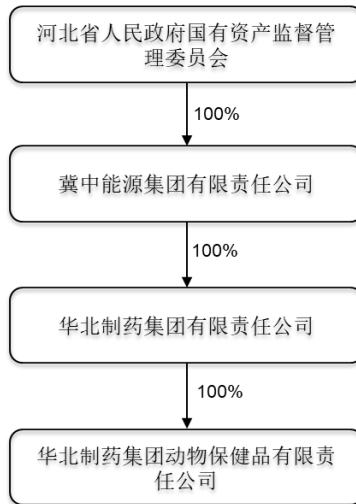 河北省人民政府国有资产监督管
理委员会
100%
冀中能源集团有限责任公司
100%
华北制药集团有限责任公司
100%
华北制药集团动物保健品有限责
任公司